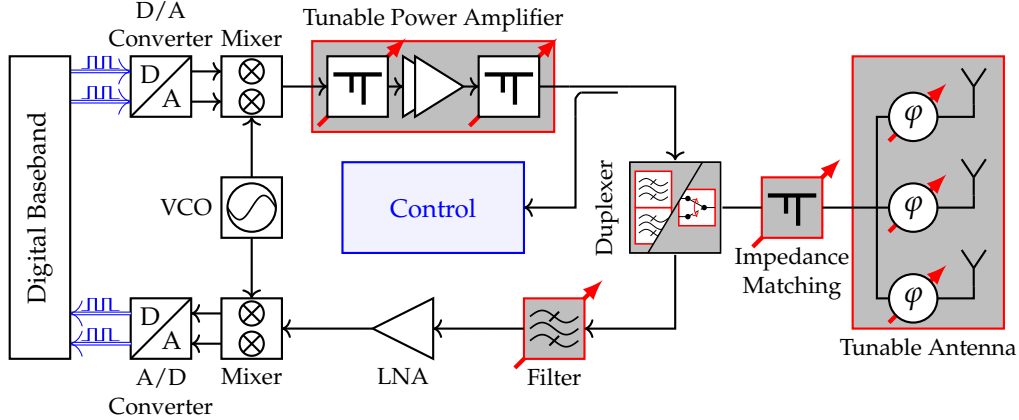 D/A
Converter
Mixer
Tunable Power Amplifier
D
A
Digital Baseband
VCO
Control
Duplexer
φ
φ
φ
Impedance
Matching
Tunable Antenna
D
A
A/D
Converter
Mixer
LNA
Filter